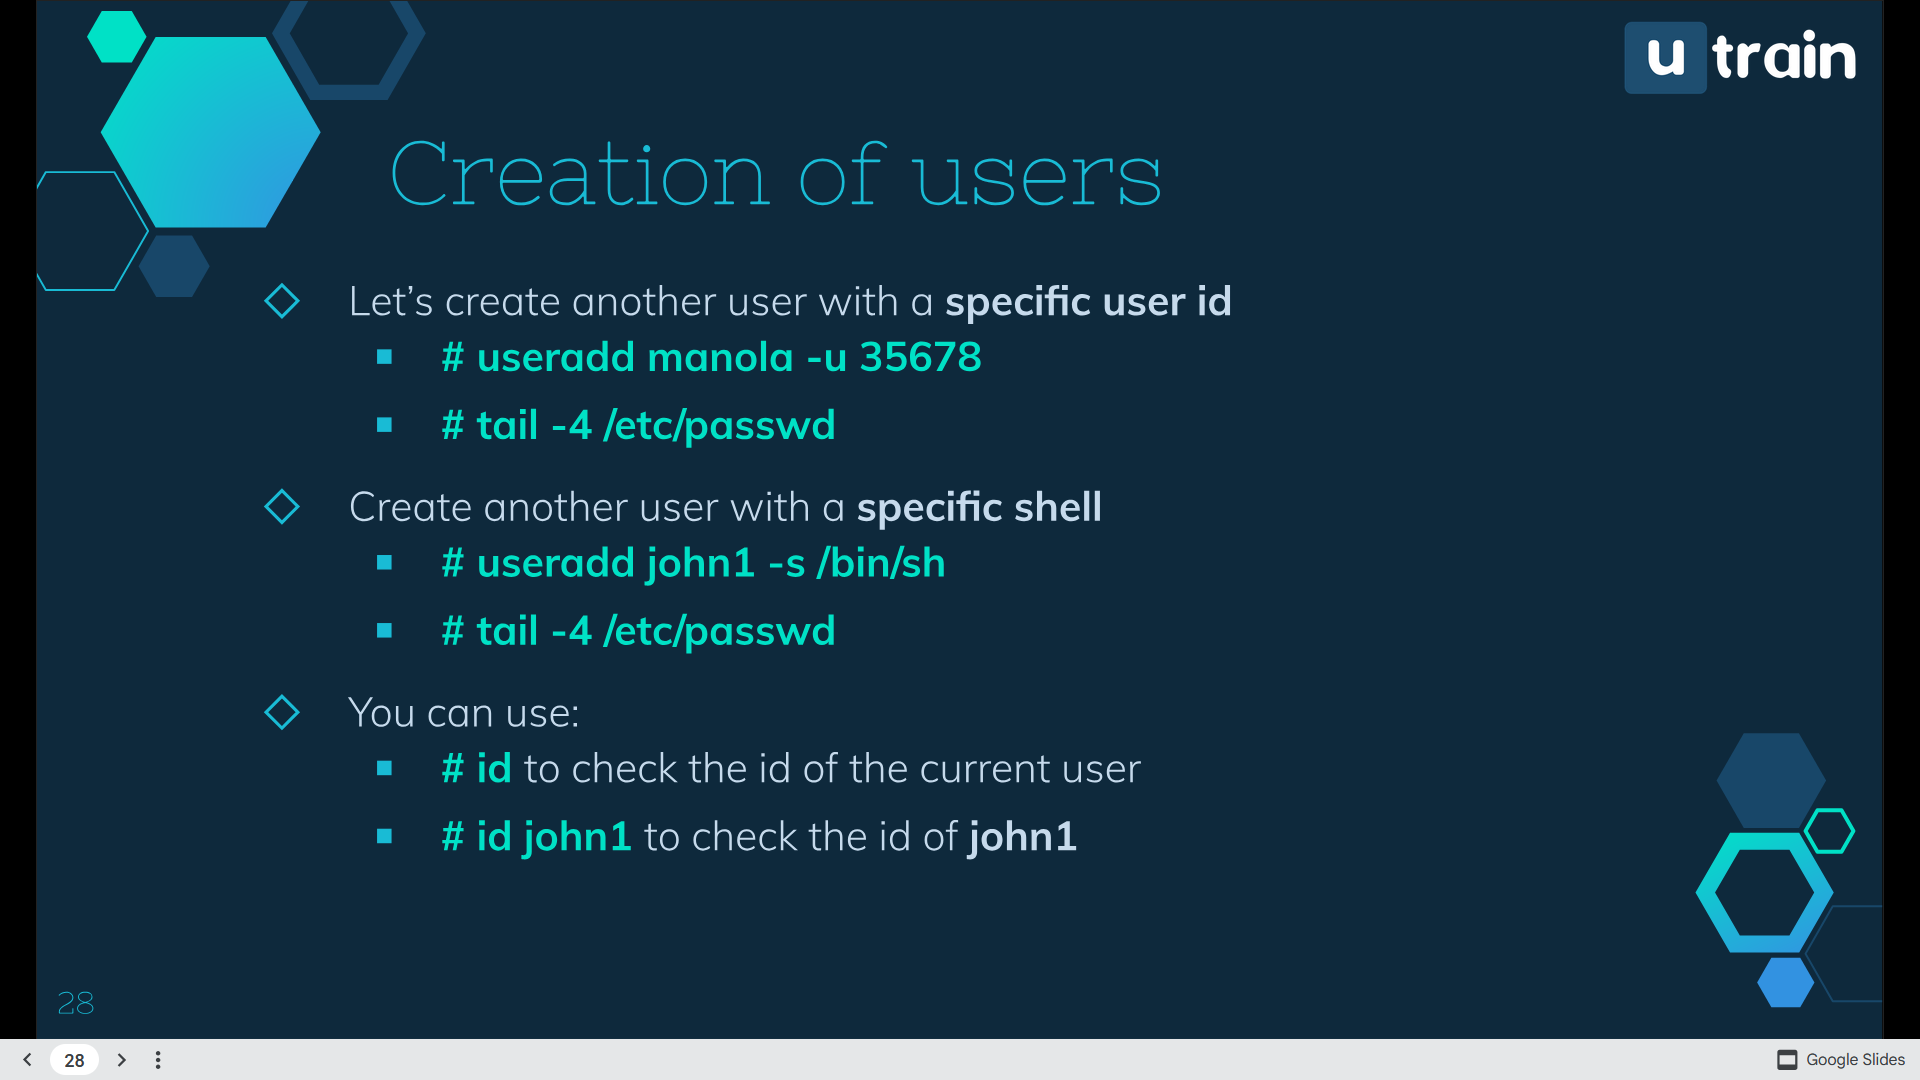 u train
Creation of users
Let’s create another user with a specific user id
# useradd manola -u 35678
# tail -4 /etc/passwd
Create another user with a specific shell
# useradd john1 -s /bin/sh
# tail -4 /etc/passwd
You can use:
# id to check the id of the current user
# id john1 to check the id of john1
28
28
Google Slides